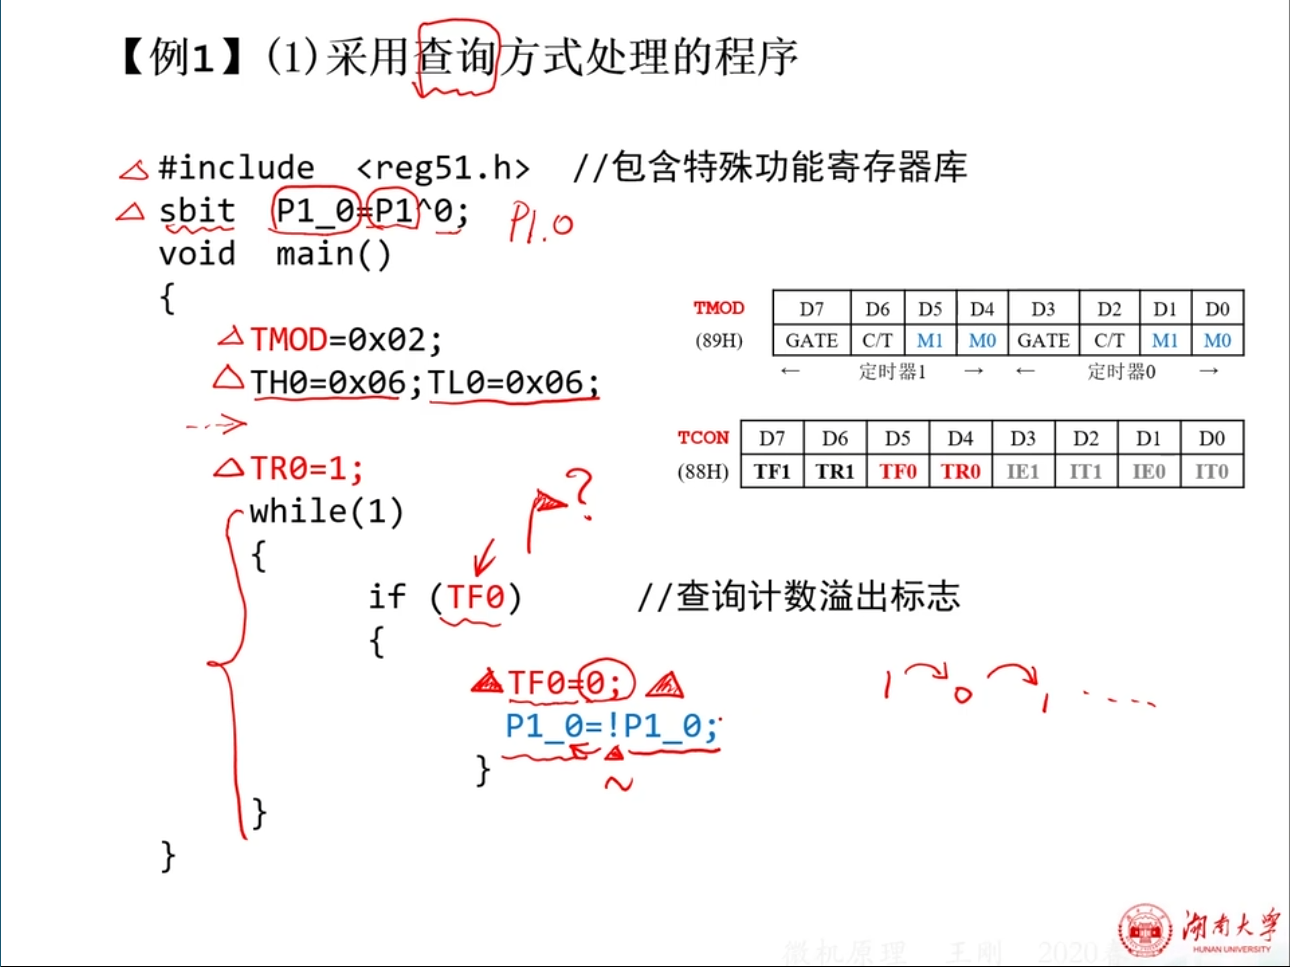 【例1】(1)采用查询方式处理的程序
#include <reg51.h> //包含特殊功能寄存器库
sbit P1_0=P1^0; P1.0
void main()
{
TMOD=0x02;
TH0=0x06;TL0=0x06;
TR0=1;
while(1)
{
if (TF0) //查询计数溢出标志
{
TF0=0;
P1_0=!P1_0;
}
}
}
TMOD D7 D6 D5 D4 D3 D2 D1 D0
(89H) GATE C/T M1 M0 GATE C/T M1 M0
← 定时器1 → ← 定时器0 →
TCON D7 D6 D5 D4 D3 D2 D1 D0
(88H) TF1 TR1 TF0 TR0 IE1 IT1 IE0 IT0
?
1 0 1 ....
~
湖南大学
HUNAN UNIVERSITY
微机原理 王刚 2020春